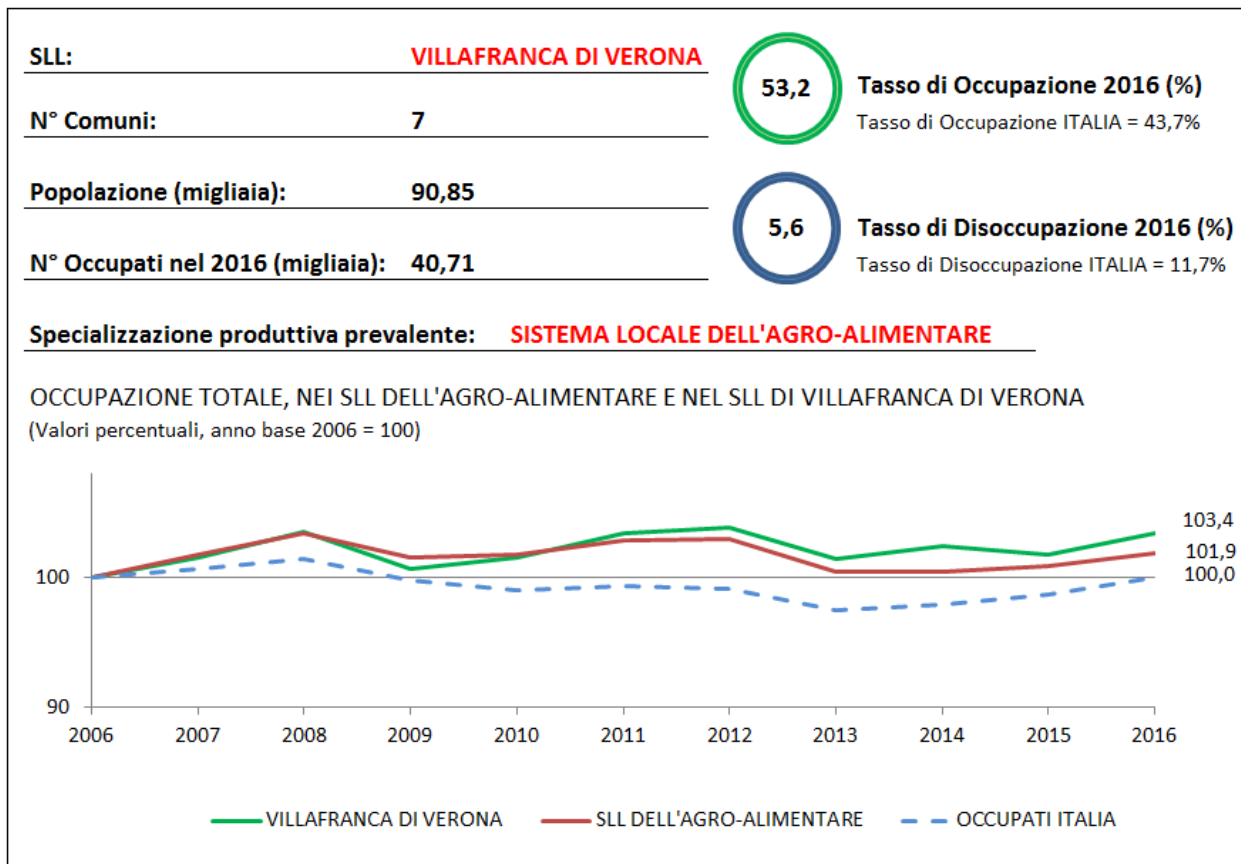 SLL: VILLAFRANCA DI VERONA
N° Comuni: 7
Popolazione (migliaia): 90,85
N° Occupati nel 2016 (migliaia): 40,71
53,2
Tasso di Occupazione 2016 (%)
Tasso di Occupazione ITALIA = 43,7%
5,6
Tasso di Disoccupazione 2016 (%)
Tasso di Disoccupazione ITALIA = 11,7%
Specializzazione produttiva prevalente: SISTEMA LOCALE DELL'AGRO-ALIMENTARE
OCCUPAZIONE TOTALE, NEI SLL DELL'AGRO-ALIMENTARE E NEL SLL DI VILLAFRANCA DI VERONA
(Valori percentuali, anno base 2006 = 100)
103,4
101,9
100,0
100
90
2006 2007 2008 2009 2010 2011 2012 2013 2014 2015 2016
VILLAFRANCA DI VERONA SLL DELL'AGRO-ALIMENTARE OCCUPATI ITALIA